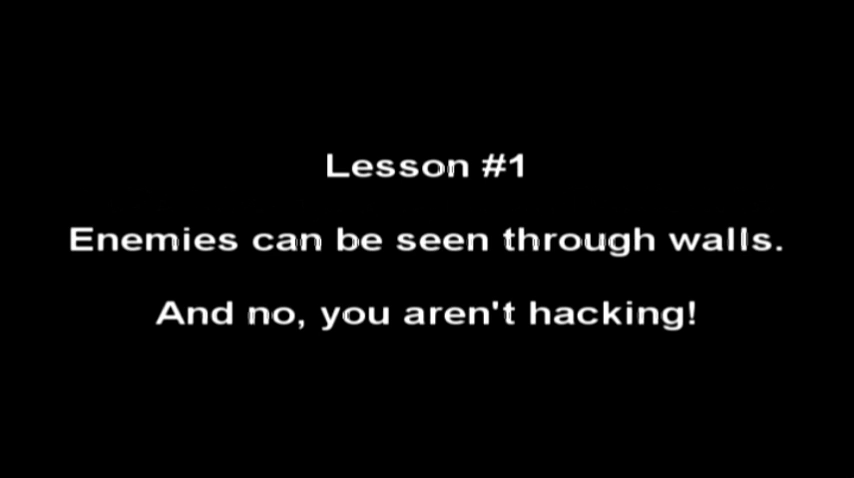 Lesson #1
Enemies can be seen through walls.
And no, you aren't hacking!